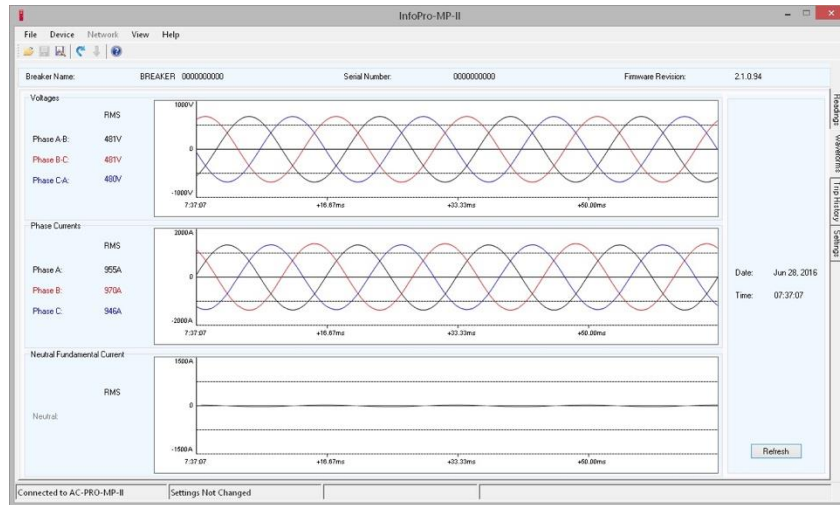 InfoPro-MP-II
File Device Network View Help
Breaker Name: BREAKER 0000000000 Serial Number: 0000000000 Firmware Revision: 2.1.0.94
Voltages
RMS
Phase A-B: 481V
Phase B-C: 481V
Phase C-A: 480V
1000V
0
-1000V
7:37:07 +16.67ms +33.33ms +50.00ms
Phase Currents
RMS
Phase A: 955A
Phase B: 970A
Phase C: 946A
2000A
0
-2000A
7:37:07 +16.67ms +33.33ms +50.00ms
Neutral Fundamental Current
RMS
Neutral:
1500A
0
-1500A
7:37:07 +16.67ms +33.33ms +50.00ms
Date: Jun 28, 2016
Time: 07:37:07
Refresh
Readings
Waveforms
Trip History
Settings
Connected to AC-PRO-MP-II Settings Not Changed